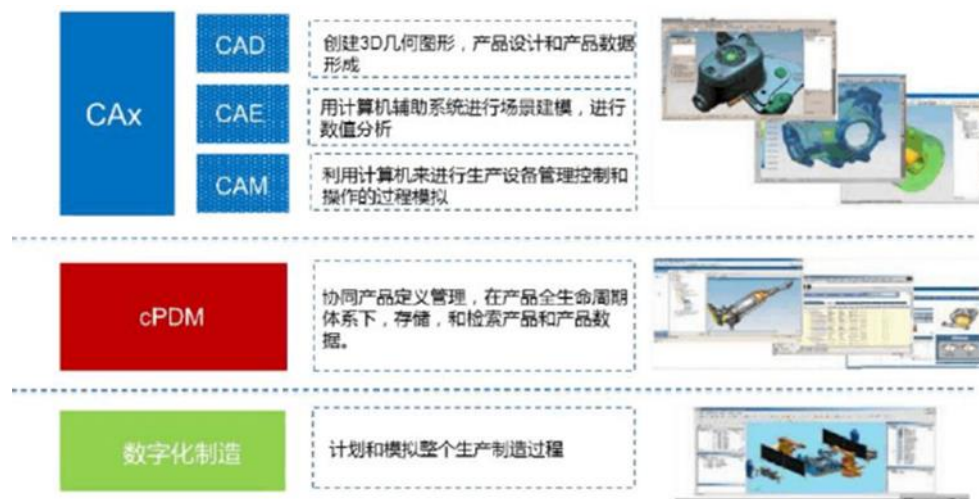 CAx
CAD
创建3D几何图形，产品设计和产品数据
形成
CAE
用计算机辅助系统进行场景建模，进行
数值分析
CAM
利用计算机来进行生产设备管理控制和
操作的过程模拟
cPDM
协同产品定义管理，在产品全生命周期
体系下，存储，和检索产品和产品数
据。
数字化制造
计划和模拟整个生产制造过程